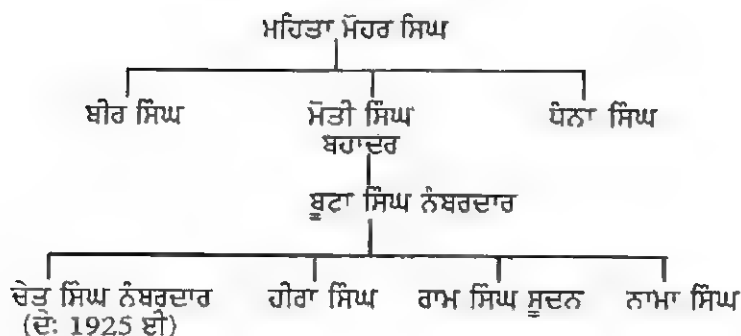 ਮਹਿਤਾ ਮੋਹਰ ਸਿੰਘ
ਬੀਰ ਸਿੰਘ ਮੋਤੀ ਸਿੰਘ ਧੰਨਾ ਸਿੰਘ
ਬਹਾਦਰ
ਬੂਟਾ ਸਿੰਘ ਨੰਬਰਦਾਰ
ਚੇਤ ਸਿੰਘ ਨੰਬਰਦਾਰ ਹੀਰਾ ਸਿੰਘ ਰਾਮ ਸਿੰਘ ਸੂਦਨ ਨਾਮਾ ਸਿੰਘ
(ਦੇ: 1925 ਈ)